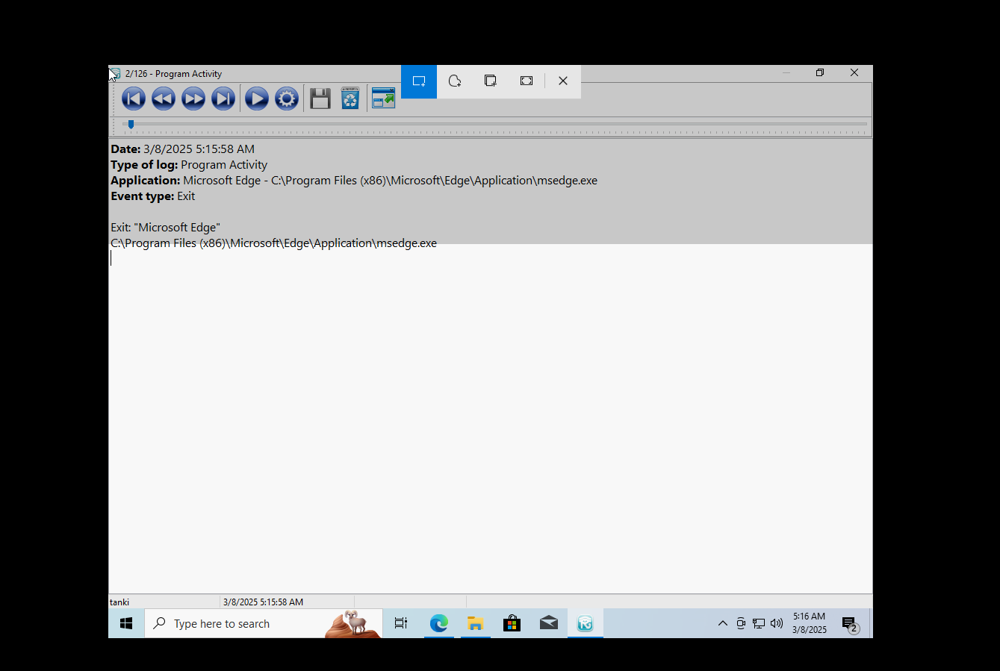 2/126 - Program Activity
Date: 3/8/2025 5:15:58 AM
Type of log: Program Activity
Application: Microsoft Edge - C:\Program Files (x86)\Microsoft\Edge\Application\msedge.exe
Event type: Exit
Exit: "Microsoft Edge"
C:\Program Files (x86)\Microsoft\Edge\Application\msedge.exe
tanki
3/8/2025 5:15:58 AM
Type here to search
5:16 AM
3/8/2025
2